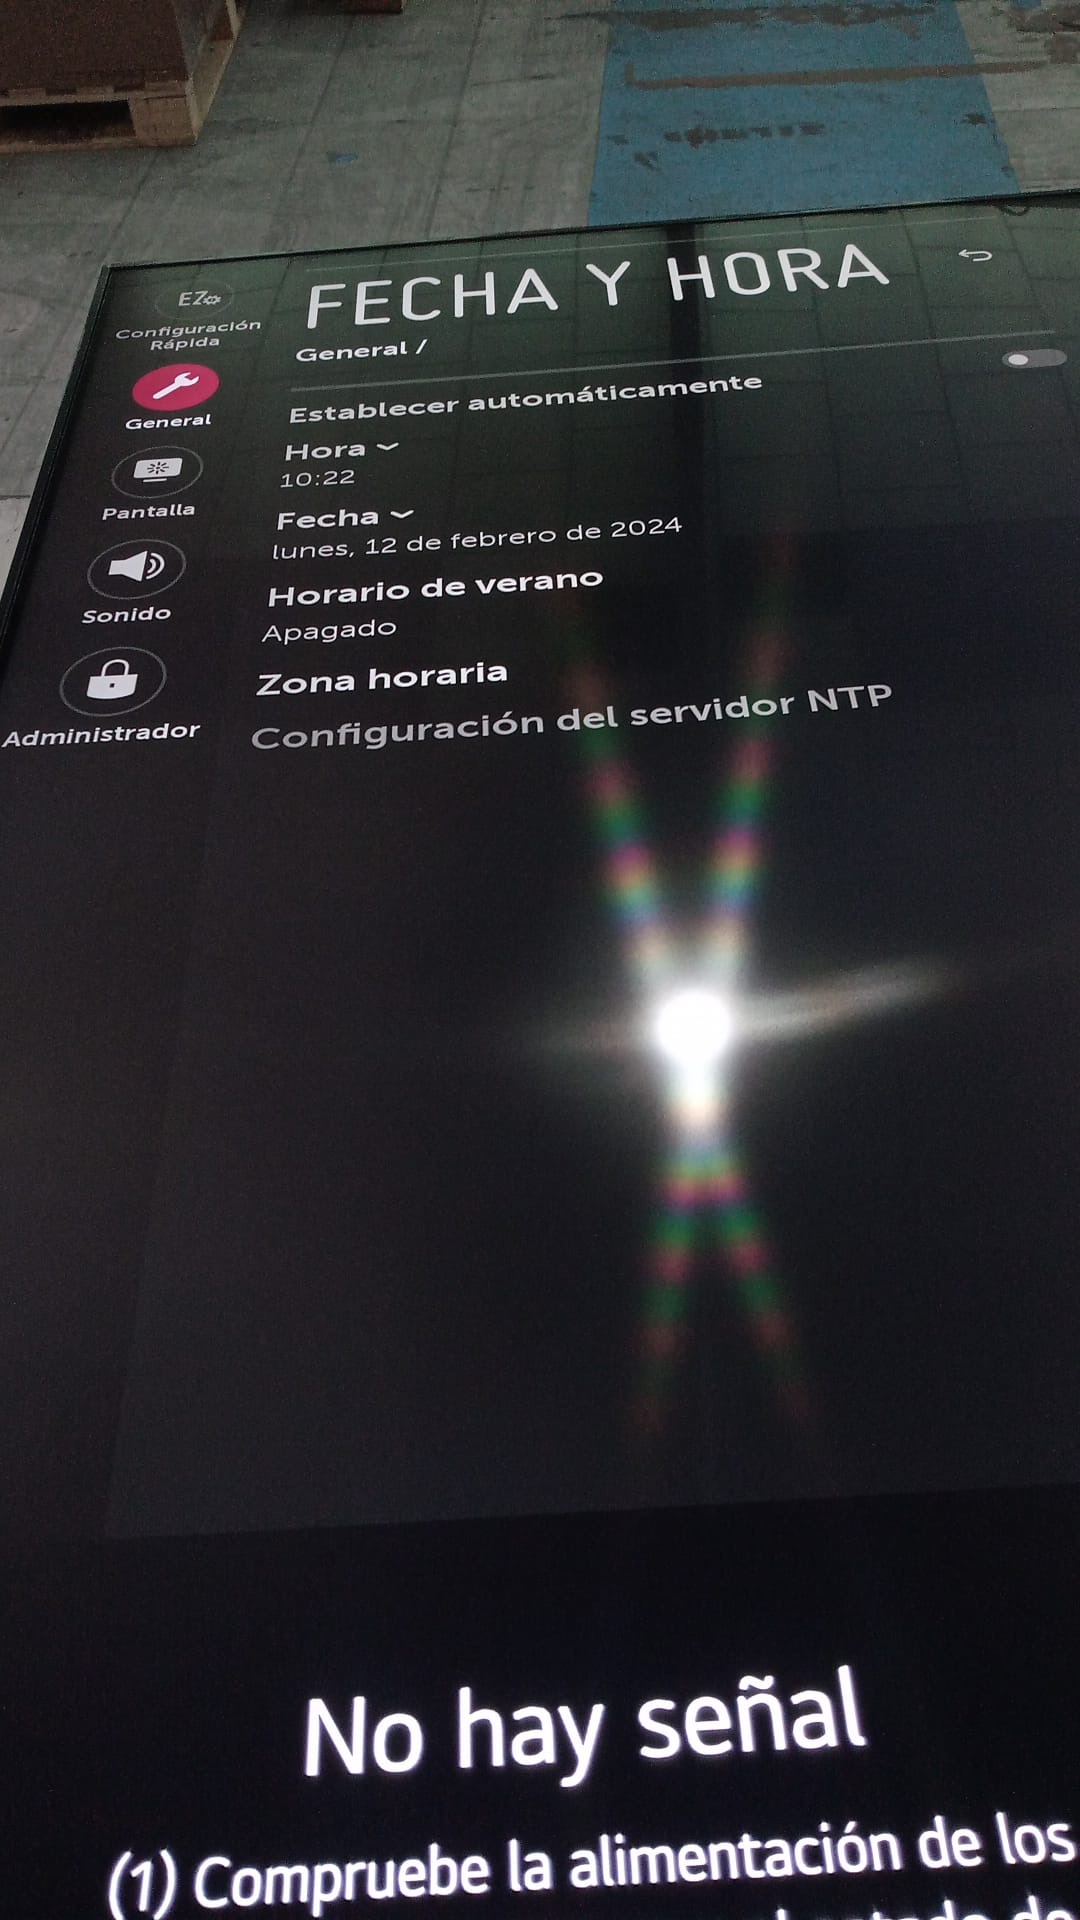 EZ
Configuración
Rápida
General
Pantalla
Sonido
Administrador
FECHA Y HORA
General /
Establecer automáticamente
Hora
10:22
Fecha
lunes, 12 de febrero de 2024
Horario de verano
Apagado
Zona horaria
Configuración del servidor NTP
No hay señal
(1) Compruebe la alimentación de los